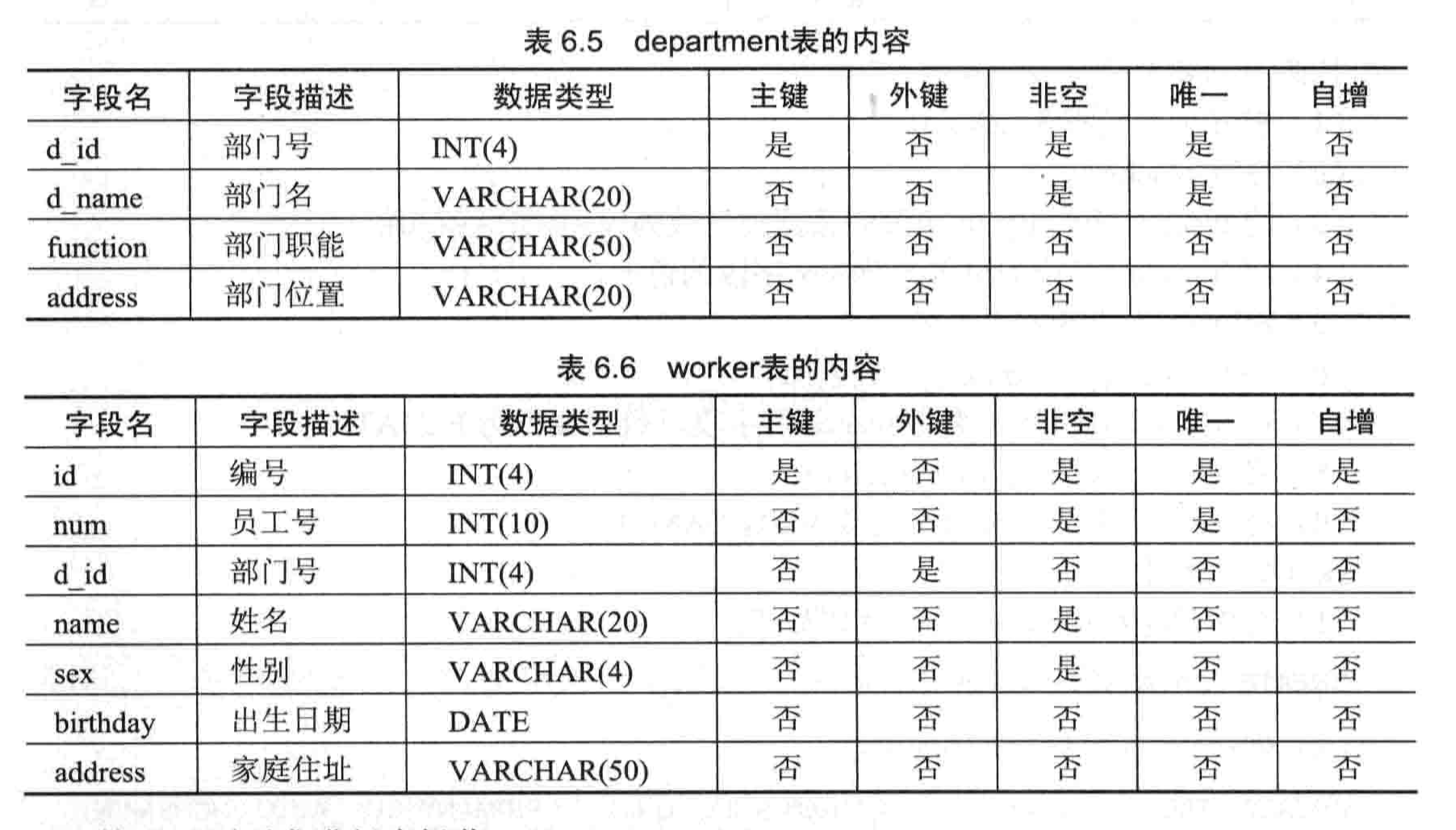 表 6.5 department表的内容
字段名 字段描述 数据类型 主键 外键 非空 唯一 自增
d_id 部门号 INT(4) 是 否 是 是 否
d_name 部门名 VARCHAR(20) 否 否 是 是 否
function 部门职能 VARCHAR(50) 否 否 否 否 否
address 部门位置 VARCHAR(20) 否 否 否 否 否
表 6.6 worker表的内容
字段名 字段描述 数据类型 主键 外键 非空 唯一 自增
id 编号 INT(4) 是 否 是 是 是
num 员工号 INT(10) 否 否 是 是 否
d_id 部门号 INT(4) 否 是 否 否 否
name 姓名 VARCHAR(20) 否 否 是 否 否
sex 性别 VARCHAR(4) 否 否 是 否 否
birthday 出生日期 DATE 否 否 否 否 否
address 家庭住址 VARCHAR(50) 否 否 否 否 否